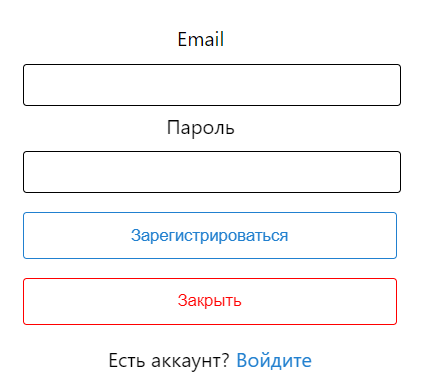 Email
Пароль
Зарегистрироваться
Закрыть
Есть аккаунт? Войдите